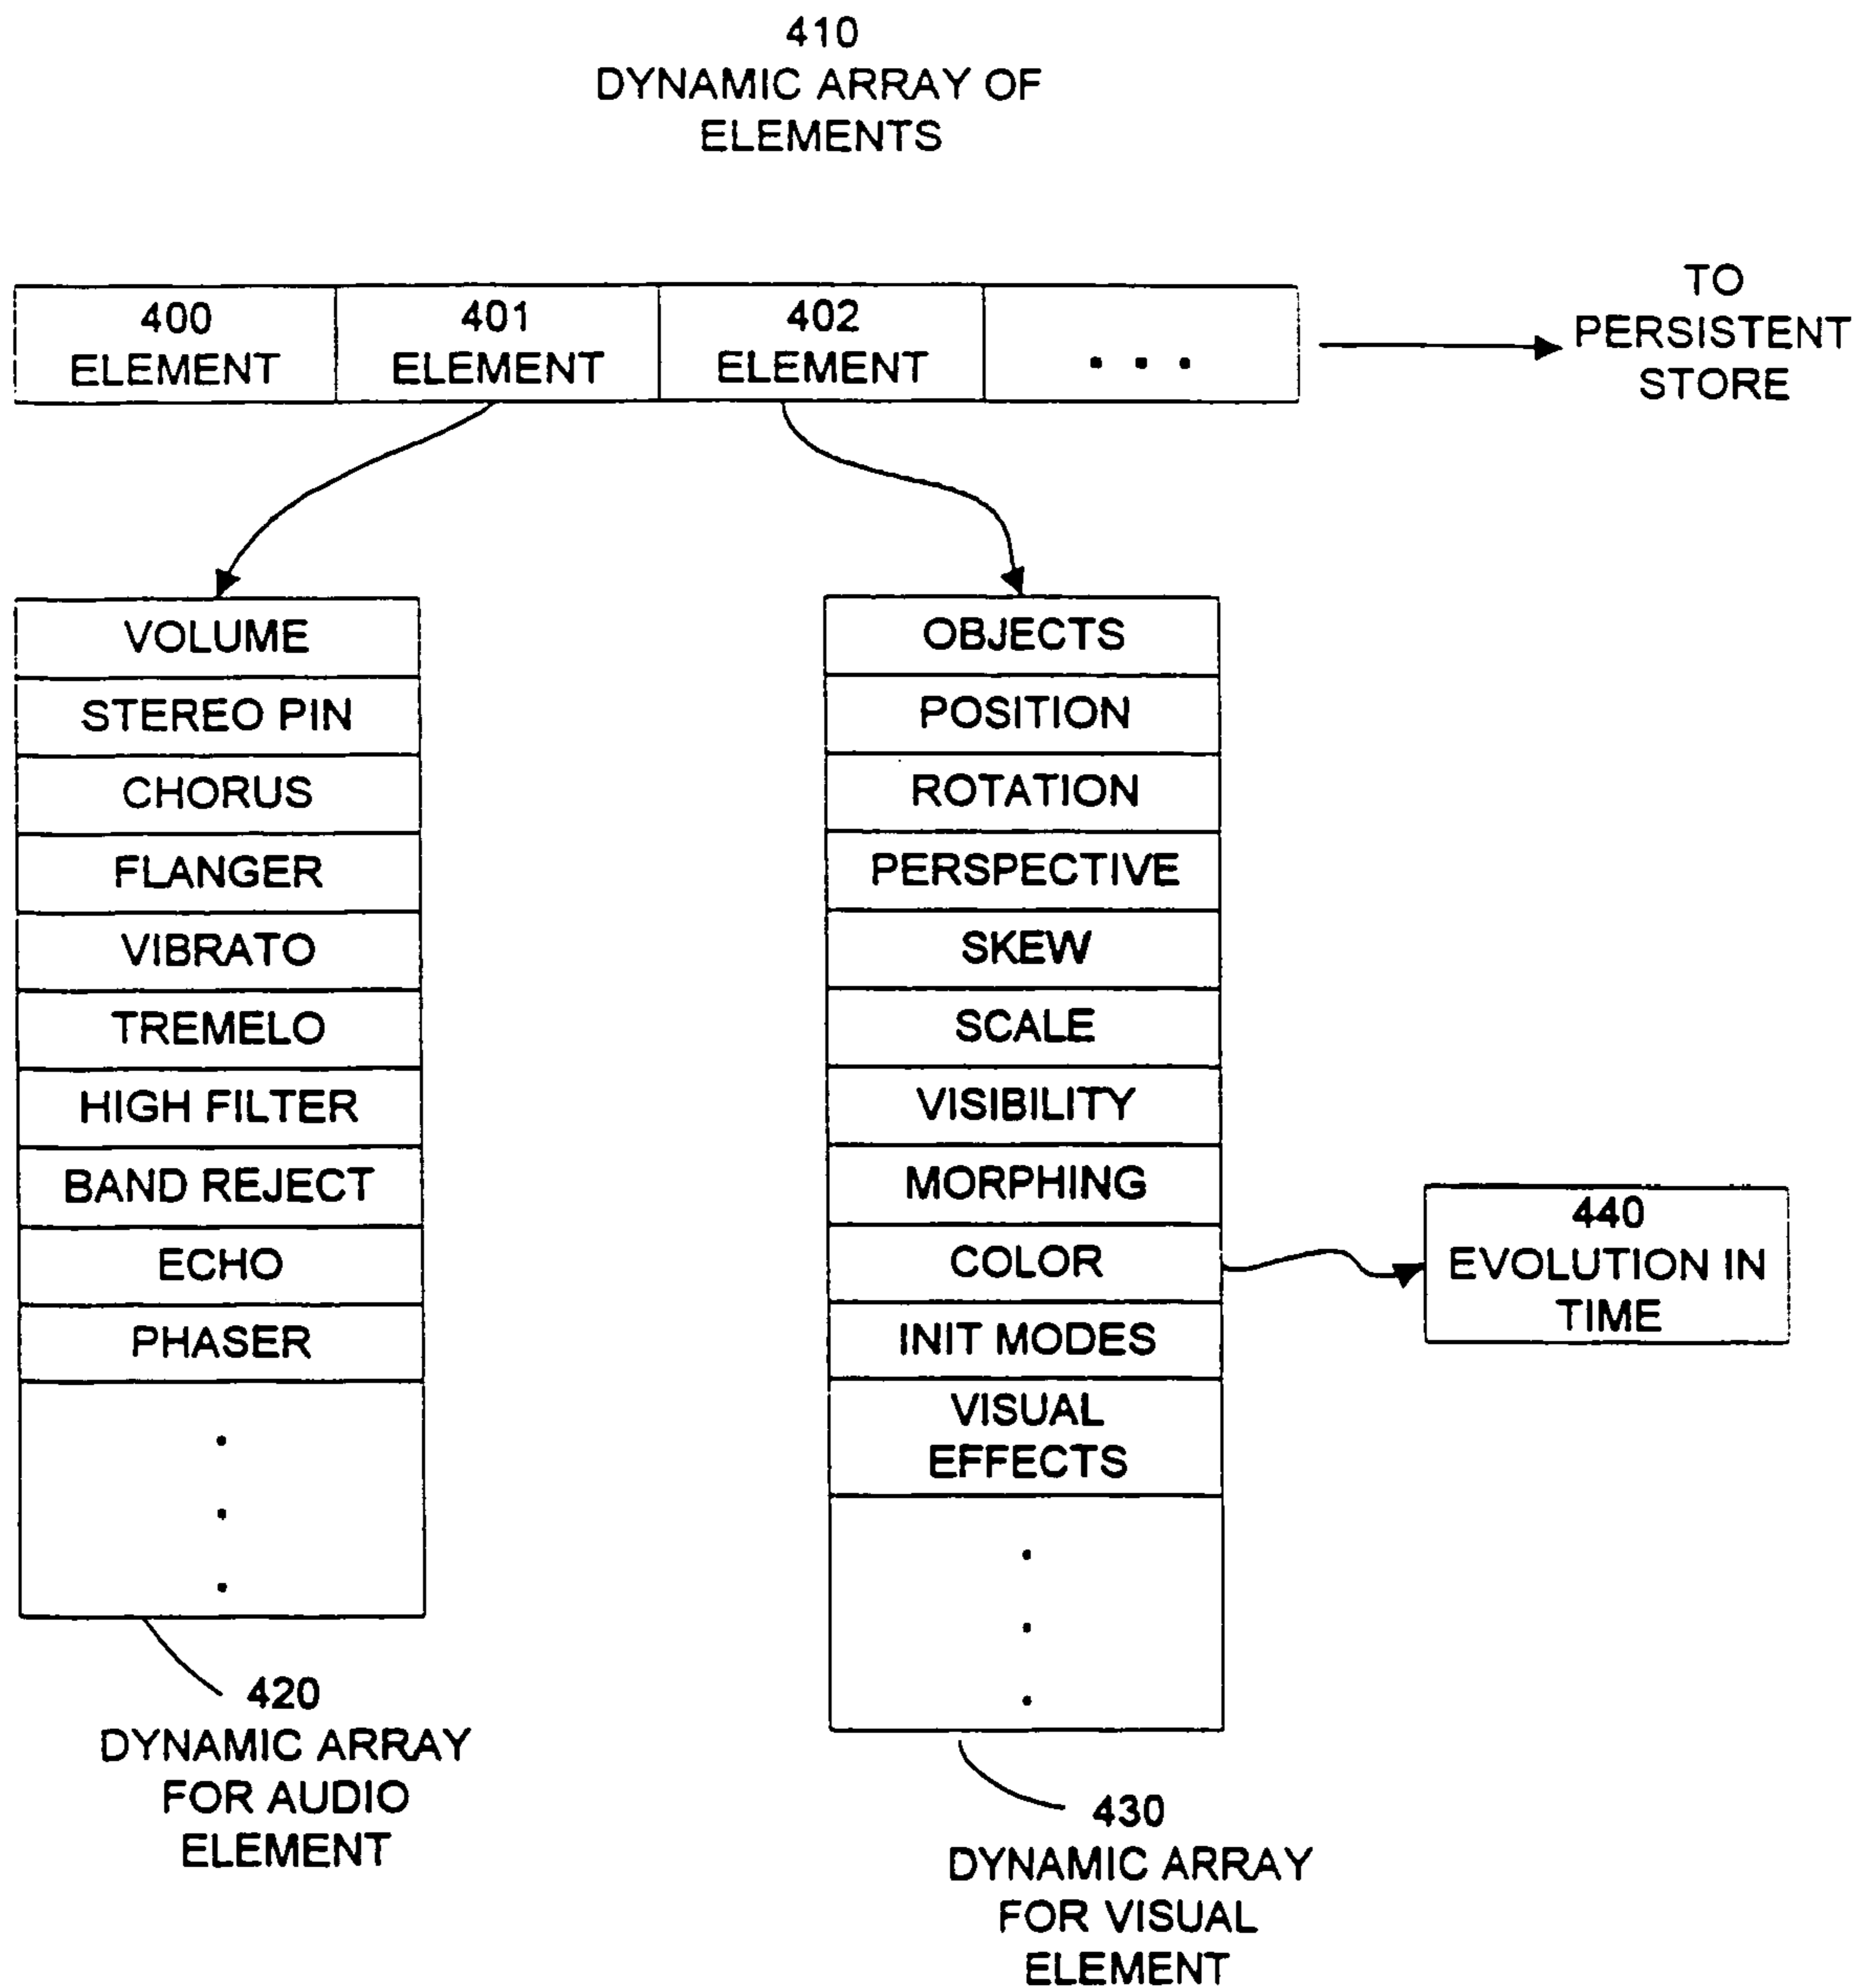 410
DYNAMIC ARRAY OF
ELEMENTS
400
ELEMENT
401
ELEMENT
402
ELEMENT
. . .
TO
PERSISTENT
STORE
VOLUME
STEREO PIN
CHORUS
FLANGER
VIBRATO
TREMELO
HIGH FILTER
BAND REJECT
ECHO
PHASER
.
.
.
420
DYNAMIC ARRAY
FOR AUDIO
ELEMENT
OBJECTS
POSITION
ROTATION
PERSPECTIVE
SKEW
SCALE
VISIBILITY
MORPHING
COLOR
INIT MODES
VISUAL
EFFECTS
.
.
.
440
EVOLUTION IN
TIME
430
DYNAMIC ARRAY
FOR VISUAL
ELEMENT